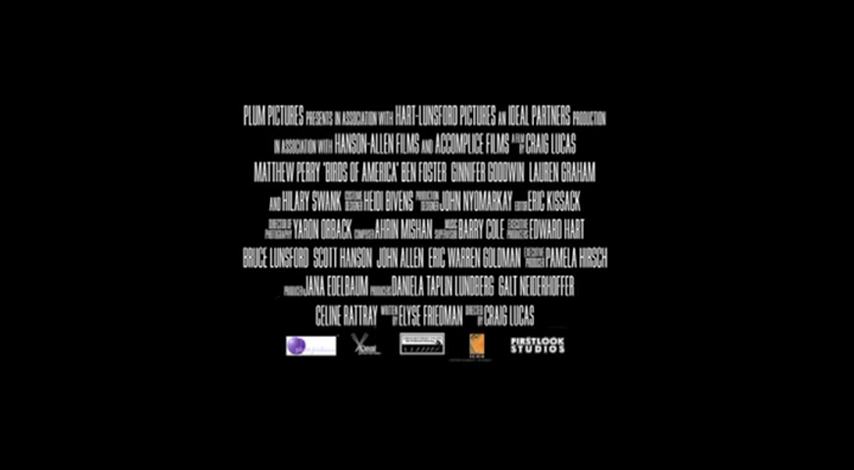 PLUM PICTURES PRESENTS IN ASSOCIATION WITH HART-LUNSFORD PICTURES AN IDEAL PARTNERS PRODUCTION
IN ASSOCIATION WITH HANSON-ALLEN FILMS AND ACCOMPLICE FILMS A FILM BY CRAIG LUCAS
MATTHEW PERRY "BIRDS OF AMERICA" BEN FOSTER GINNIFER GOODWIN LAUREN GRAHAM
AND HILARY SWANK COSTUME DESIGNER HEIDI BIVENS PRODUCTION DESIGNER JOHN NYOMARKAY EDITOR ERIC KISSACK
DIRECTOR OF PHOTOGRAPHY YARON ORBACK COMPOSER AHRIN MISHAN MUSIC SUPERVISOR BARRY COLE EXECUTIVE PRODUCERS EDWARD HART
BRUCE LUNSFORD SCOTT HANSON JOHN ALLEN ERIC WARREN GOLDMAN EXECUTIVE PRODUCER PAMELA HIRSCH
PRODUCER JANA EDELBAUM PRODUCERS DANIELA TAPLIN LUNDBERG GALT NEIDERHOFFER
CELINE RATTRAY WRITTEN BY ELYSE FRIEDMAN DIRECTED BY CRAIG LUCAS
FIRSTLOOK
STUDIOS